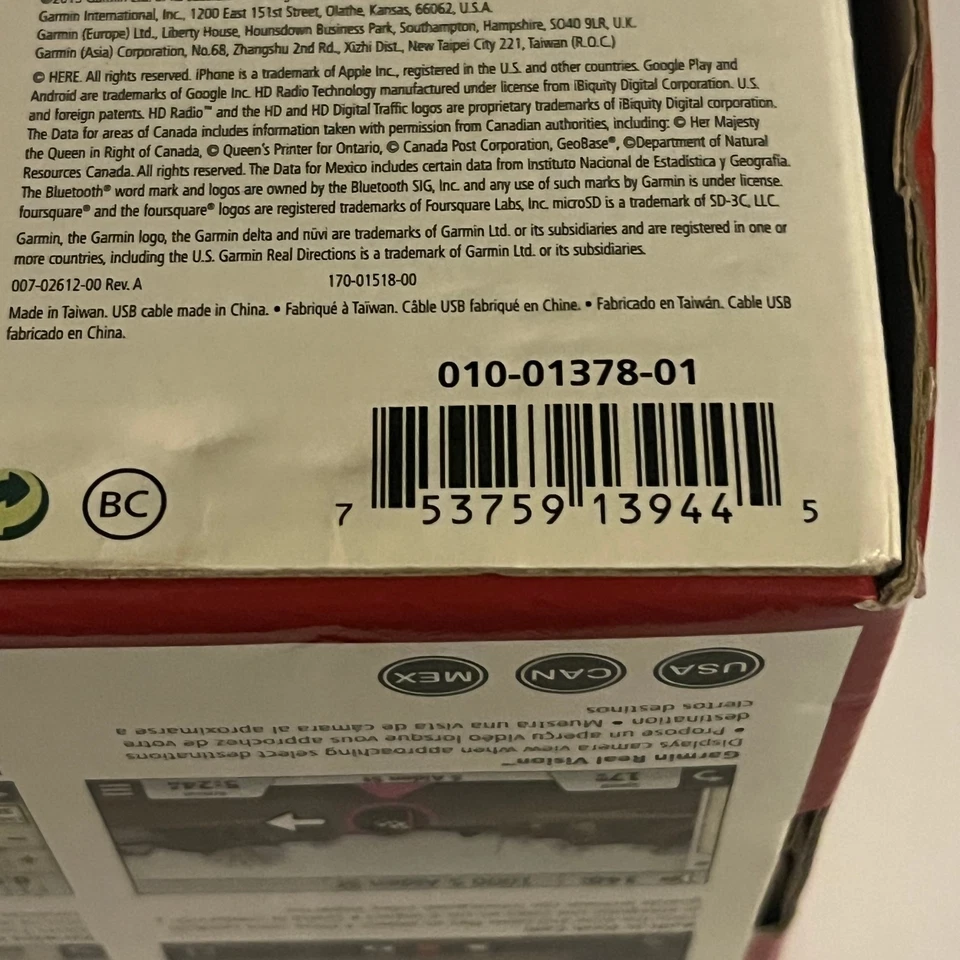 Garmin International, Inc., 1200 East 151st Street, Olathe, Kansas, 66062, U.S.A.
Garmin (Europe) Ltd., Liberty House, Hounsdown Business Park, Southampton, Hampshire, SO40 9LR, U.K.
Garmin (Asia) Corporation, No.68, Zhangshu 2nd Rd., Xizhi Dist., New Taipei City 221, Taiwan (R.O.C.)
© HERE. All rights reserved. iPhone is a trademark of Apple Inc., registered in the U.S. and other countries. Google Play and
Android are trademarks of Google Inc. HD Radio Technology manufactured under license from iBiquity Digital Corporation. U.S.
and foreign patents. HD Radio™ and the HD and HD Digital Traffic logos are proprietary trademarks of iBiquity Digital corporation.
The Data for areas of Canada includes information taken with permission from Canadian authorities, including: © Her Majesty
the Queen in Right of Canada, © Queen's Printer for Ontario, © Canada Post Corporation, GeoBase®, ©Department of Natural
Resources Canada. All rights reserved. The Data for Mexico includes certain data from Instituto Nacional de Estadística y Geografía.
The Bluetooth® word mark and logos are owned by the Bluetooth SIG, Inc. and any use of such marks by Garmin is under license.
foursquare® and the foursquare® logos are registered trademarks of Foursquare Labs, Inc. microSD is a trademark of SD-3C, LLC.
Garmin, the Garmin logo, the Garmin delta and nüvi are trademarks of Garmin Ltd. or its subsidiaries and are registered in one or
more countries, including the U.S. Garmin Real Directions is a trademark of Garmin Ltd. or its subsidiaries.
007-02612-00 Rev. A 170-01518-00
Made in Taiwan. USB cable made in China. • Fabriqué à Taïwan. Câble USB fabriqué en Chine. • Fabricado en Taiwán. Cable USB
fabricado en China.
010-01378-01
BC
7 53759 13944 5
USA CAN MEX
Garmin Real Vision™
Displays camera view when approaching select destinations
• Propose un aperçu vidéo lorsque vous approchez de votre
destination • Muestra una vista de cámara al aproximarse a
ciertos destinos